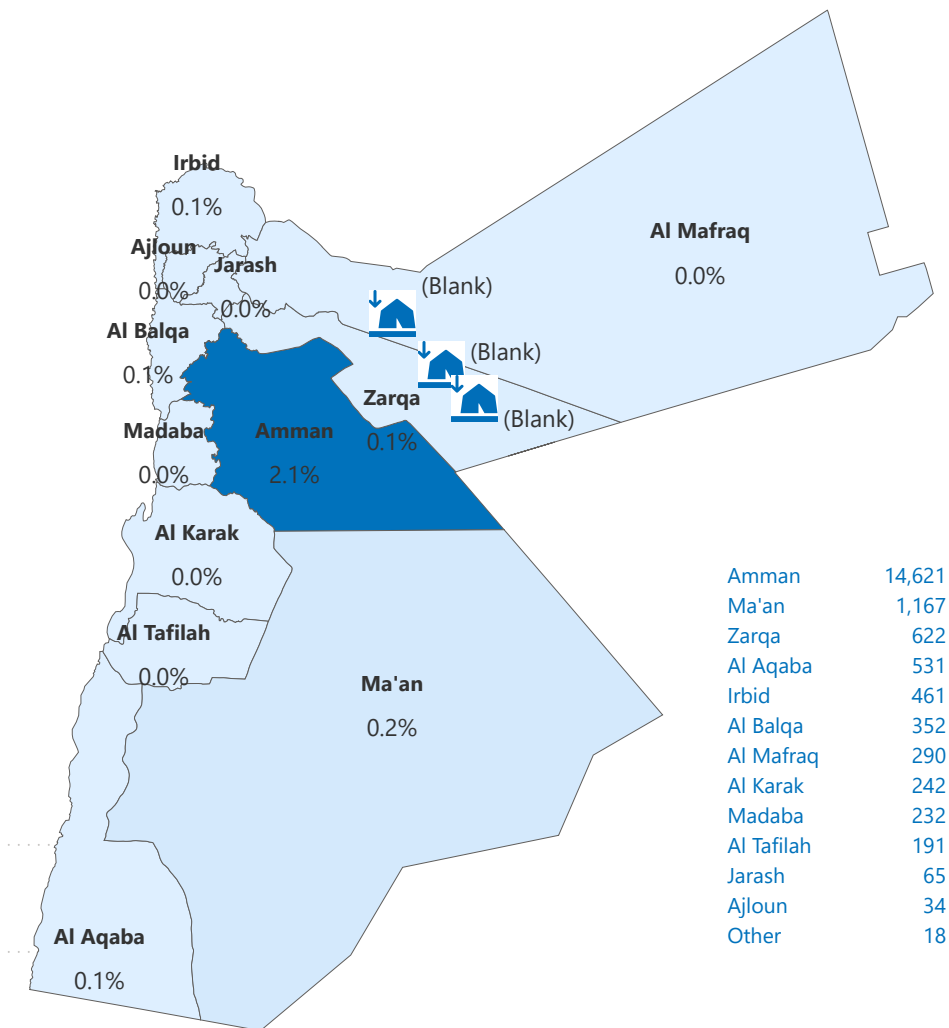 Irbid
0.1%
Al Mafraq
0.0%
Ajloun
0.0%
Jarash
0.0%
(Blank)
Al Balqa
0.1%
(Blank)
Zarqa
0.1%
(Blank)
Madaba
0.0%
Amman
2.1%
Al Karak
0.0%
Al Tafilah
0.0%
Ma'an
0.2%
Al Aqaba
0.1%
Amman 14,621
Ma'an 1,167
Zarqa 622
Al Aqaba 531
Irbid 461
Al Balqa 352
Al Mafraq 290
Al Karak 242
Madaba 232
Al Tafilah 191
Jarash 65
Ajloun 34
Other 18